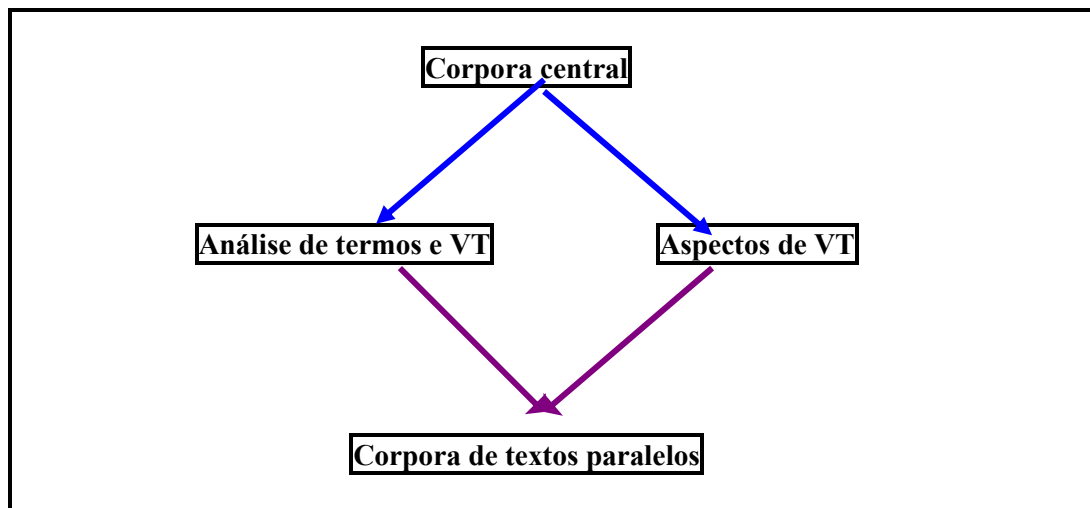 Corpora central
Análise de termos e VT
Aspectos de VT
Corpora de textos paralelos